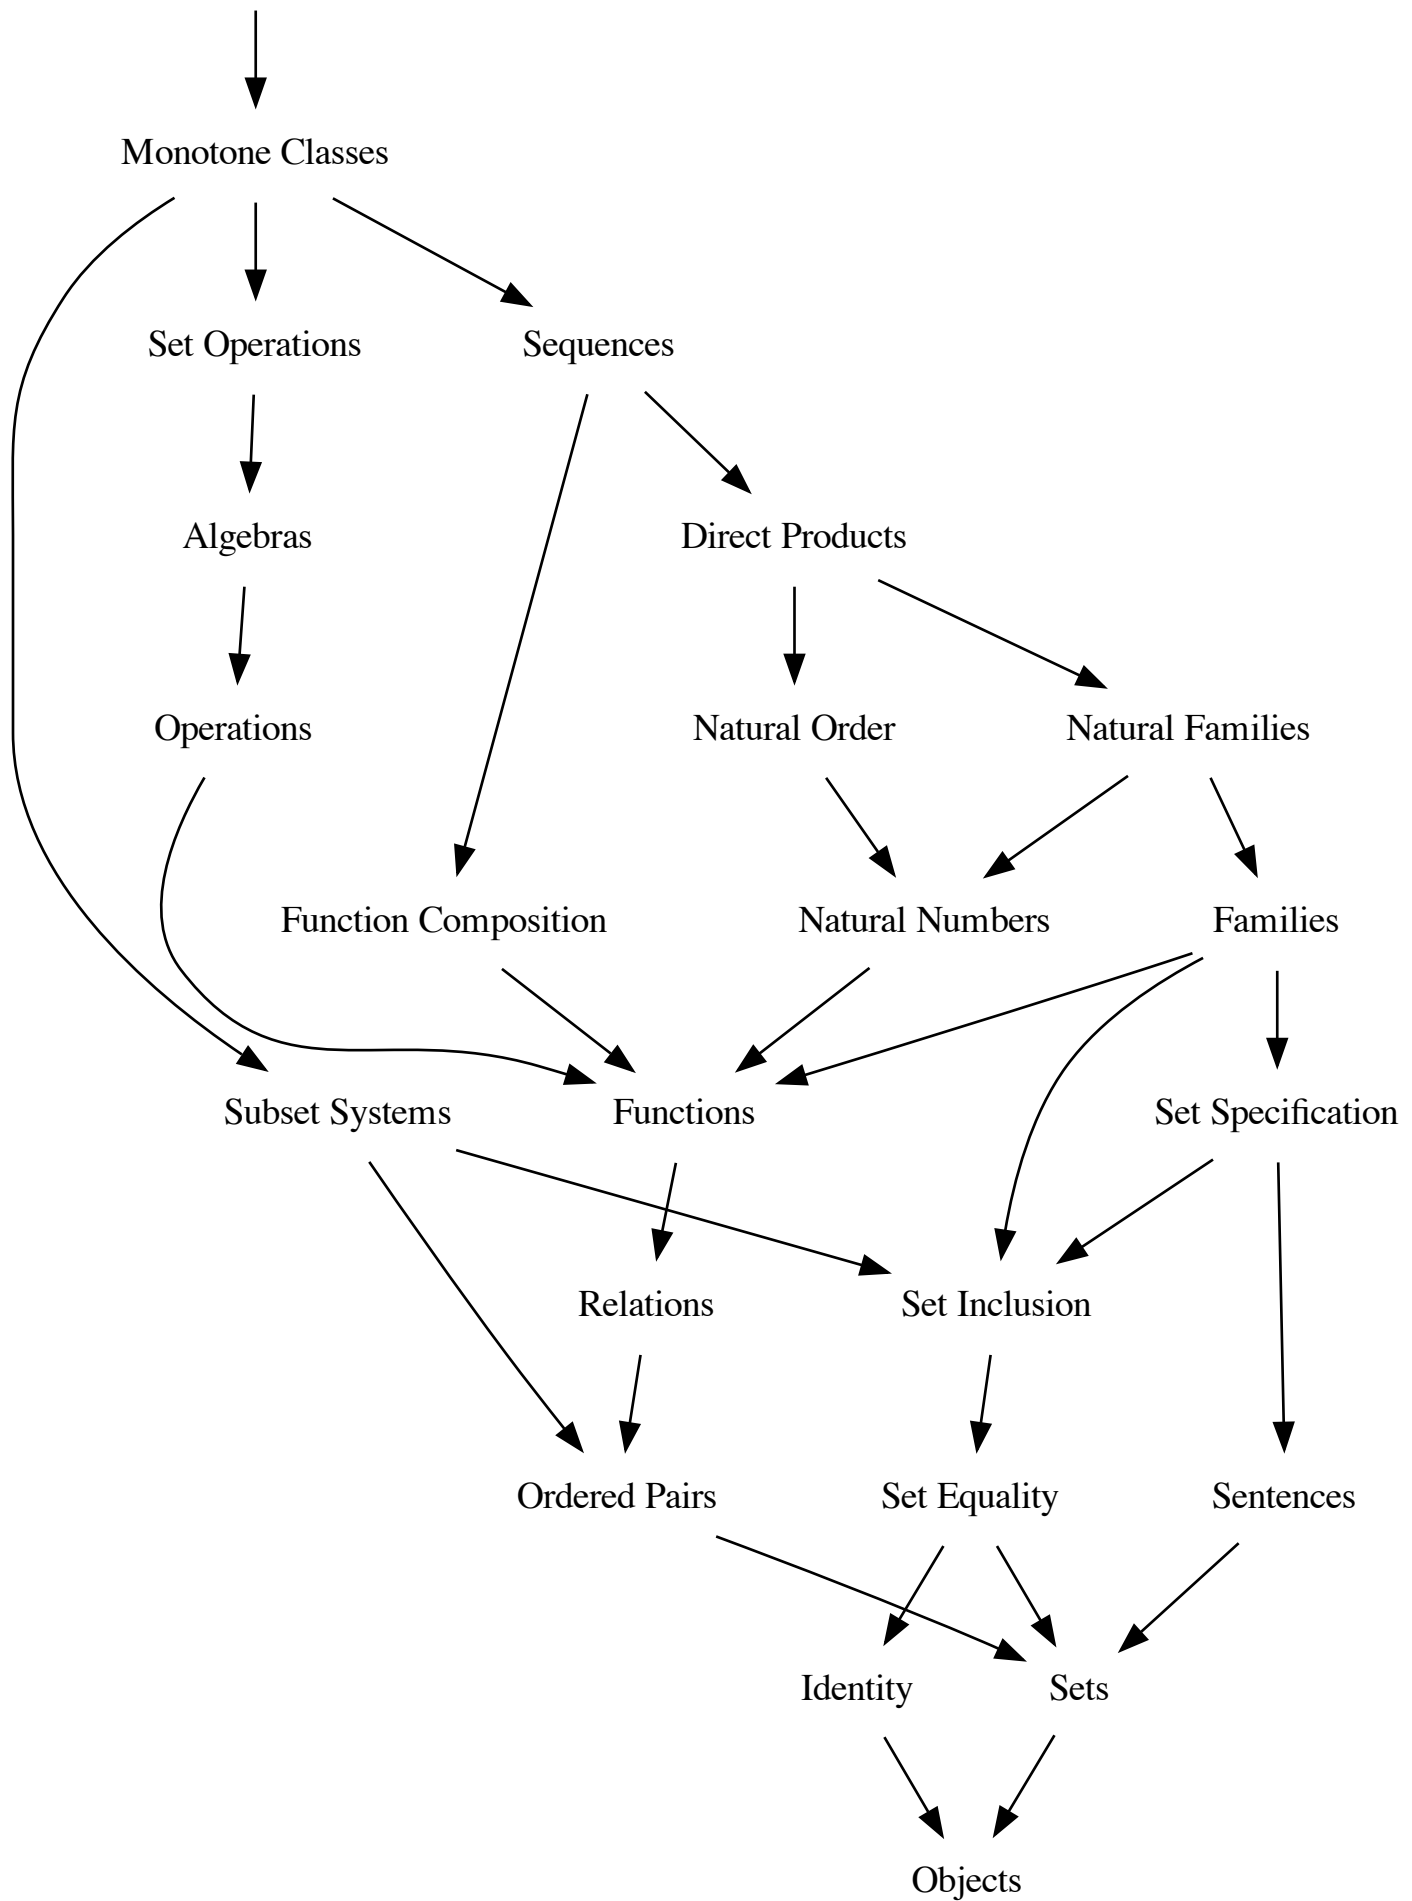 Monotone Classes
Set Operations
Sequences
Algebras
Direct Products
Operations
Natural Order
Natural Families
Function Composition
Natural Numbers
Families
Subset Systems
Functions
Set Specification
Relations
Set Inclusion
Ordered Pairs
Set Equality
Sentences
Identity
Sets
Objects